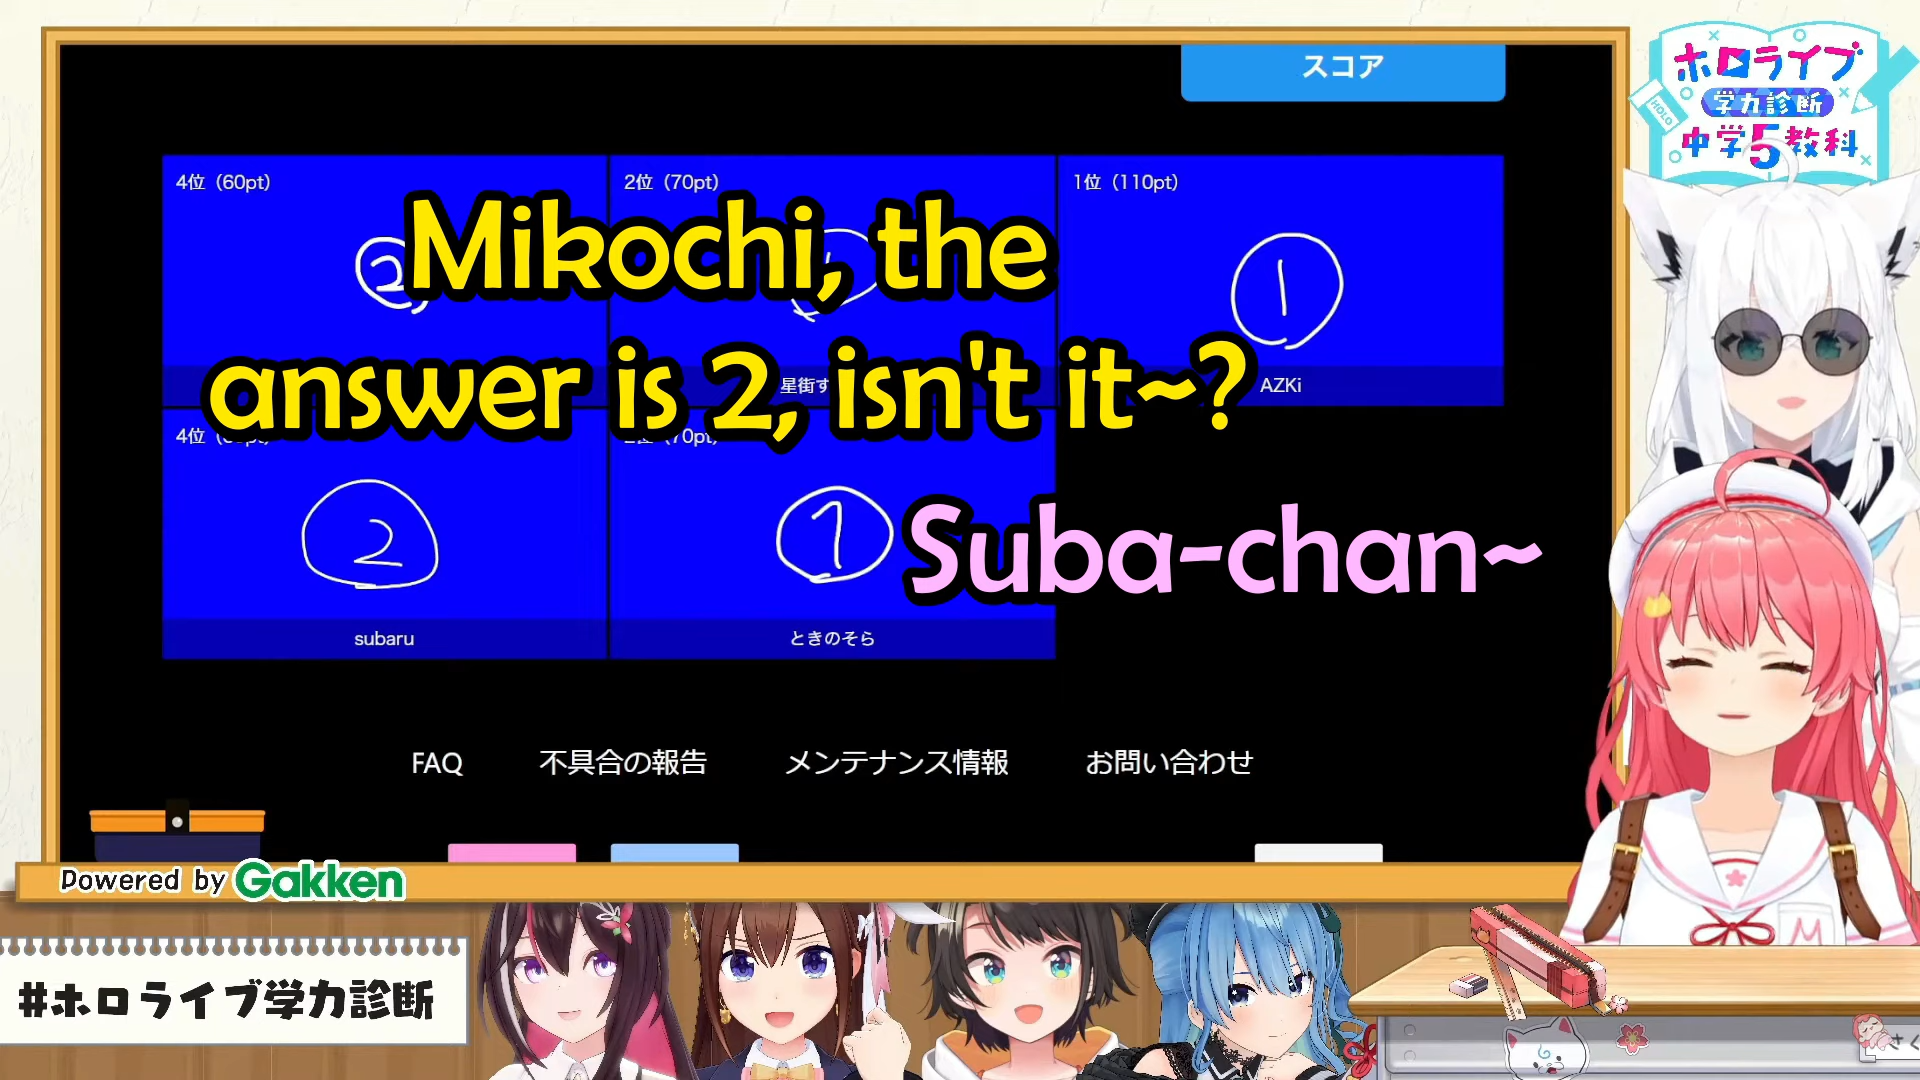 スコア
ホロライブ
学力診断
中学5教科
HOLO
4位（60pt）
2位（70pt）
1位（110pt）
②
①
Mikochi, the
answer is 2, isn't it~?
星街す
AZKi
4位
Suba-chan~
②
①
subaru
ときのそら
FAQ
不具合の報告
メンテナンス情報
お問い合わせ
Powered by Gakken
#ホロライブ学力診断
M
さく